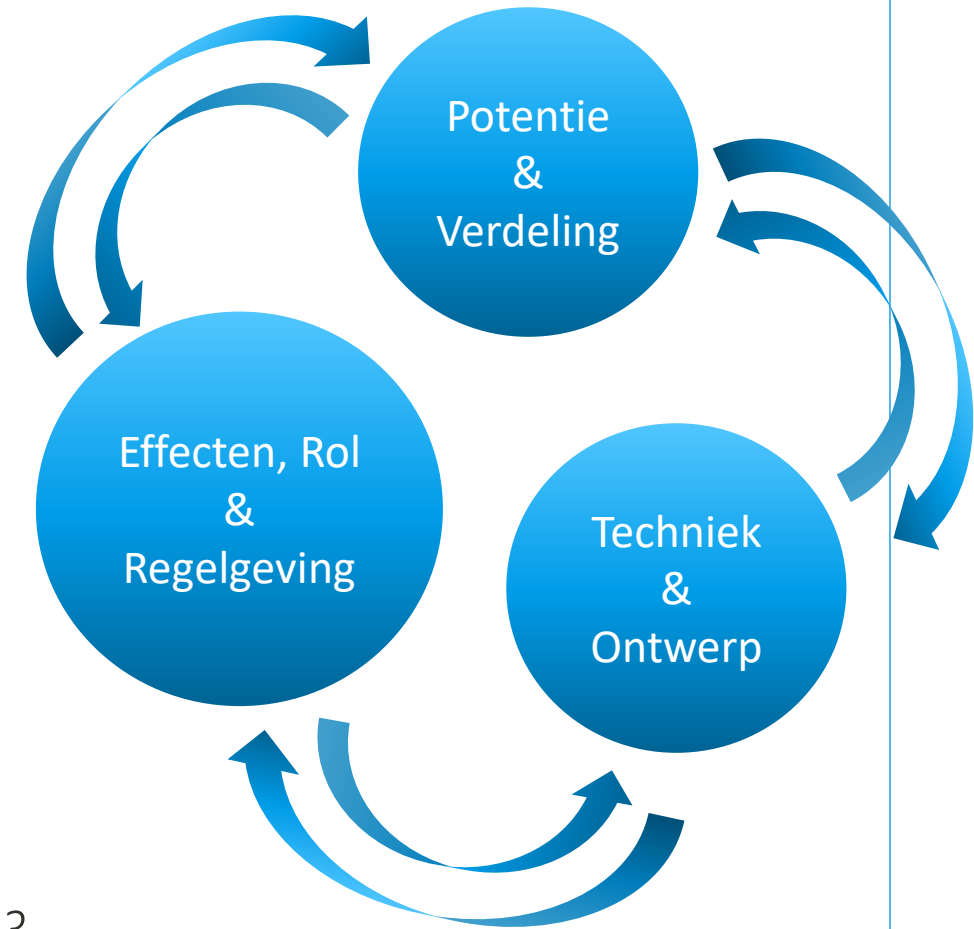 Potentie
&
Verdeling
Effecten, Rol
&
Regelgeving
Techniek
&
Ontwerp